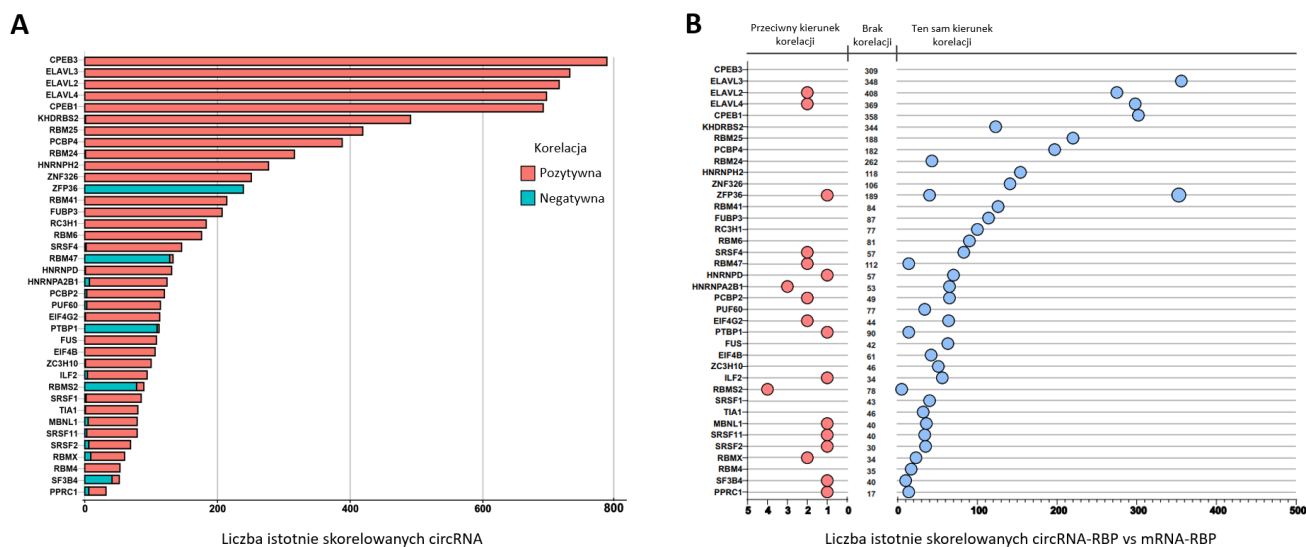 A
CPEB3
ELAVL3
ELAVL2
ELAVL4
CPEB1
KHDRBS2
RBM25
PCBP4
RBM24
HNRNPH2
ZNF326
ZFP36
RBM41
FUBP3
RC3H1
RBM6
SRSF4
RBM47
HNRNPD
HNRNPA2B1
PCBP2
PUF60
EIF4G2
PTBP1
FUS
EIF4B
ZC3H10
ILF2
RBMS2
SRSF1
TIA1
MBNL1
SRSF11
SRSF2
RBMX
RBM4
SF3B4
PPRC1
Korelacja
Pozytywna
Negatywna
0 200 400 600 800
Liczba istotnie skorelowanych circRNA
B
Przeciwny kierunek korelacji
Brak korelacji
Ten sam kierunek korelacji
CPEB3 309
ELAVL3 348
ELAVL2 408
ELAVL4 369
CPEB1 358
KHDRBS2 344
RBM25 188
PCBP4 182
RBM24 262
HNRNPH2 118
ZNF326 106
ZFP36 189
RBM41 84
FUBP3 87
RC3H1 77
RBM6 81
SRSF4 57
RBM47 112
HNRNPD 57
HNRNPA2B1 53
PCBP2 49
PUF60 77
EIF4G2 44
PTBP1 90
FUS 42
EIF4B 61
ZC3H10 46
ILF2 34
RBMS2 78
SRSF1 43
TIA1 46
MBNL1 40
SRSF11 40
SRSF2 30
RBMX 34
RBM4 35
SF3B4 40
PPRC1 17
5 4 3 2 1 0 0 100 200 300 400 500
Liczba istotnie skorelowanych circRNA-RBP vs mRNA-RBP